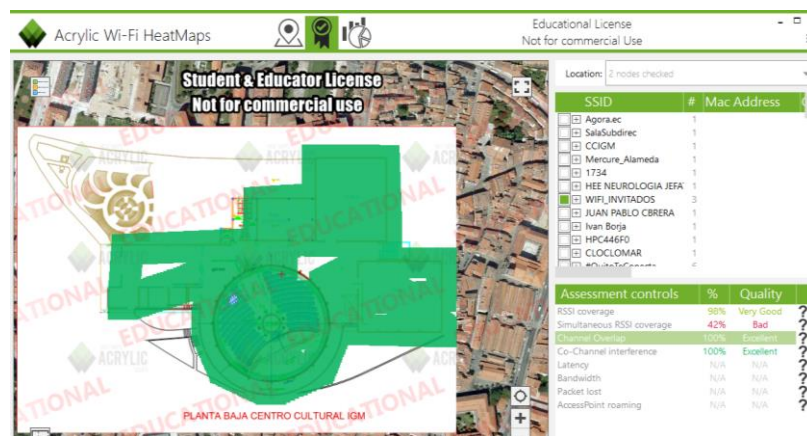 Acrylic Wi-Fi HeatMaps
Educational License
Not for commercial Use
Student & Educator License
Not for commercial use
EDUCATIONAL
ACRYLIC
PLANTA BAJA CENTRO CULTURAL IGM
Location: 2 nodes checked
SSID # Mac Address
Agora.ec 1
SalaSubdirec 1
CCIGM 1
Mercure_Alameda 1
1734 1
HEE NEUROLOGIA JEFA 1
WIFI_INVITADOS 3
JUAN PABLO CBRERA 1
Ivan Borja 1
HPC446F0 1
CLOCLOMAR 1
Assessment controls % Quality
RSSI coverage 98% Very Good ?
Simultaneous RSSI coverage 42% Bad ?
Channel Overlap 100% Excellent ?
Co-Channel interference 100% Excellent ?
Latency N/A N/A ?
Bandwidth N/A N/A ?
Packet lost N/A N/A ?
AccessPoint roaming N/A N/A ?